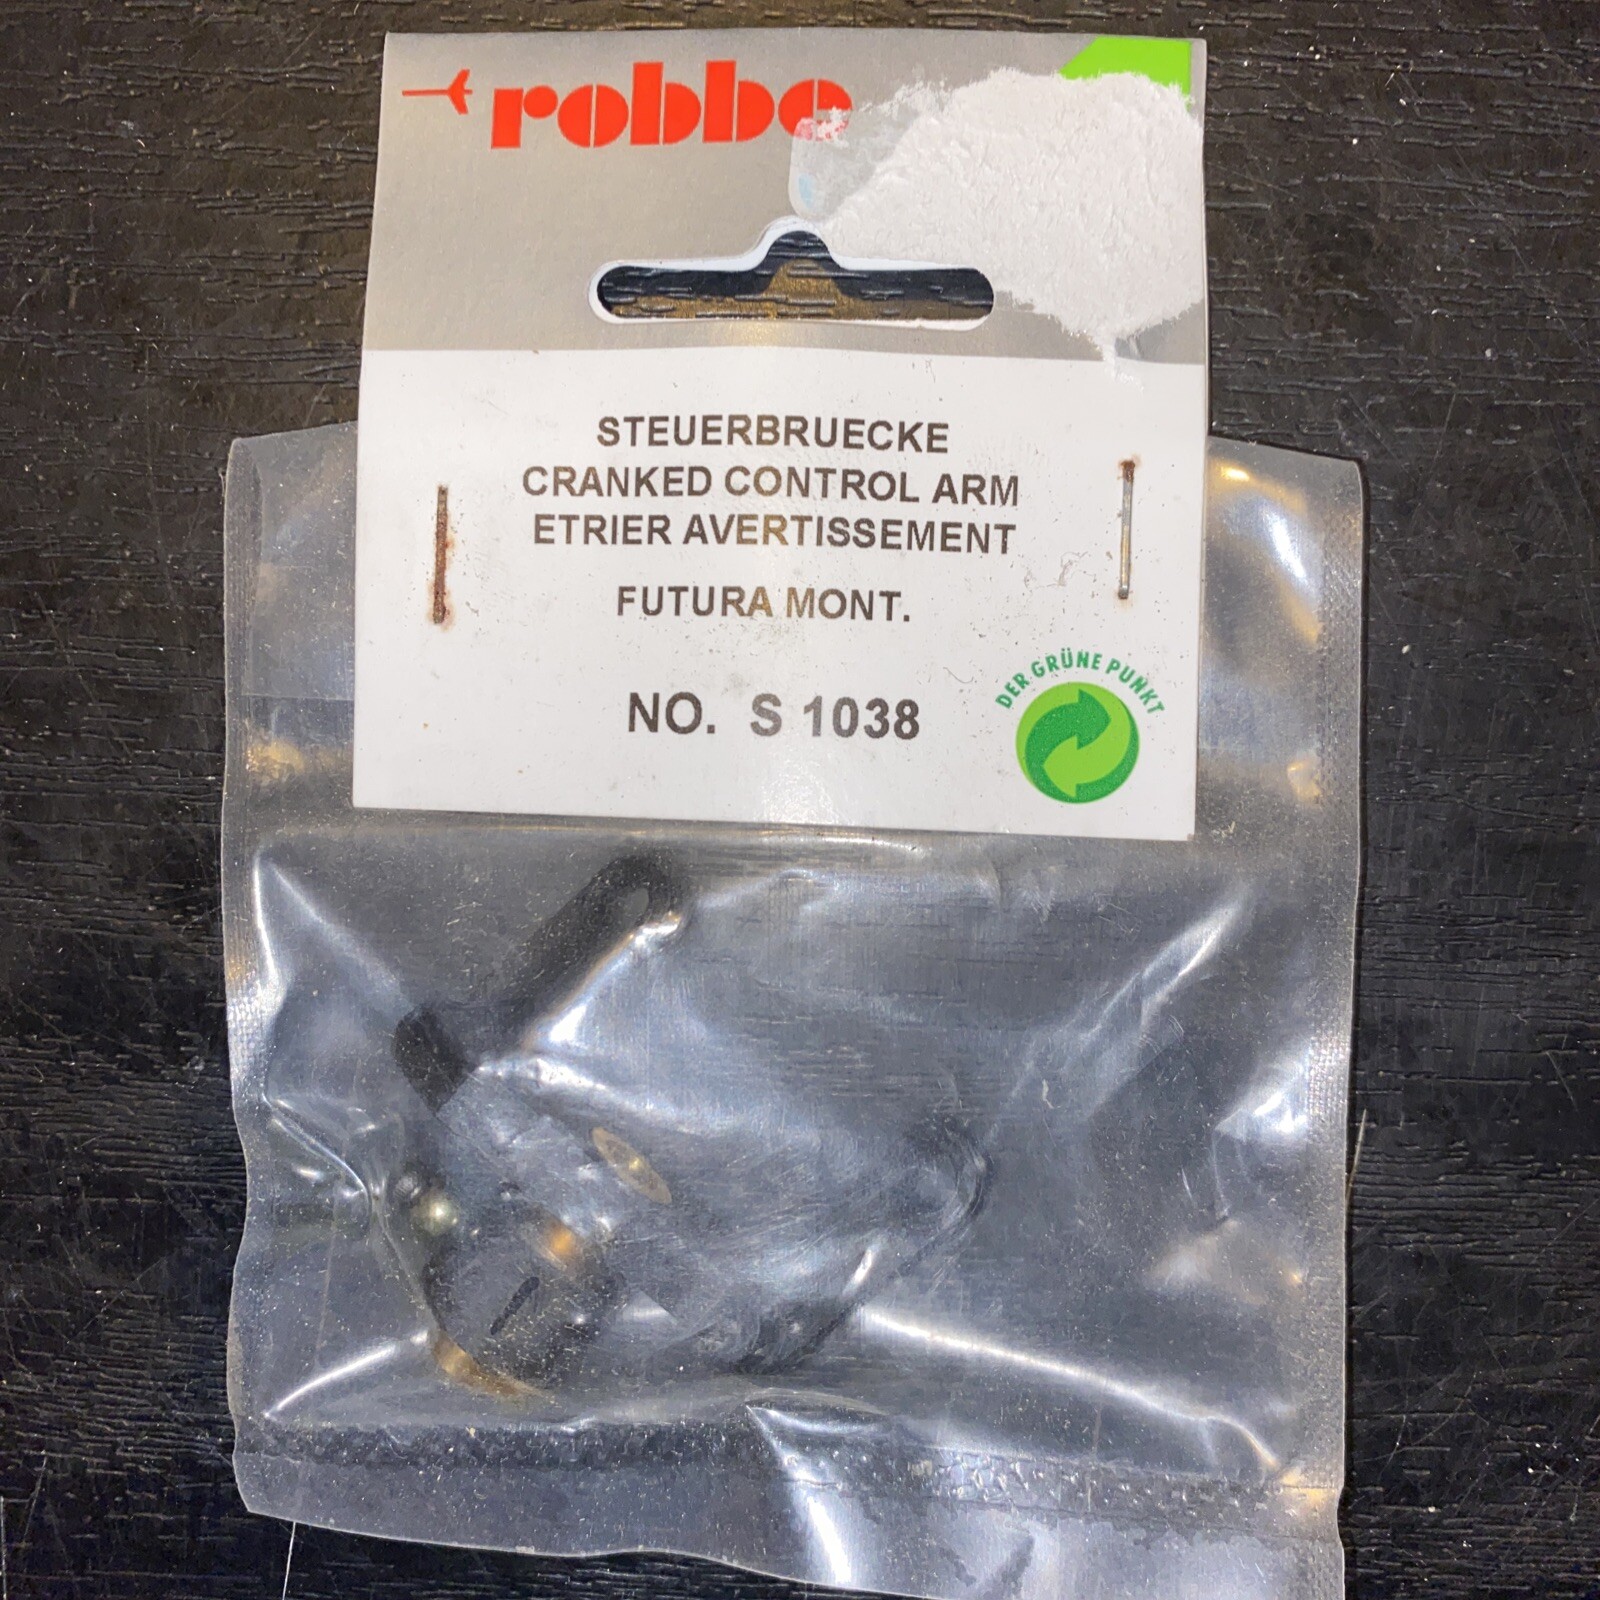 robbe
STEUERBRUECKE
CRANKED CONTROL ARM
ETRIER AVERTISSEMENT
FUTURA MONT.
NO. S 1038
DER GRÜNE PUNKT